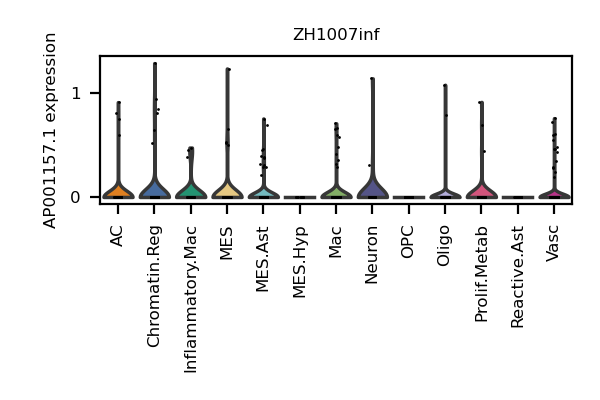 ZH1007inf
AP001157.1 expression
1
0
AC
Chromatin.Reg
Inflammatory.Mac
MES
MES.Ast
MES.Hyp
Mac
Neuron
OPC
Oligo
Prolif.Metab
Reactive.Ast
Vasc